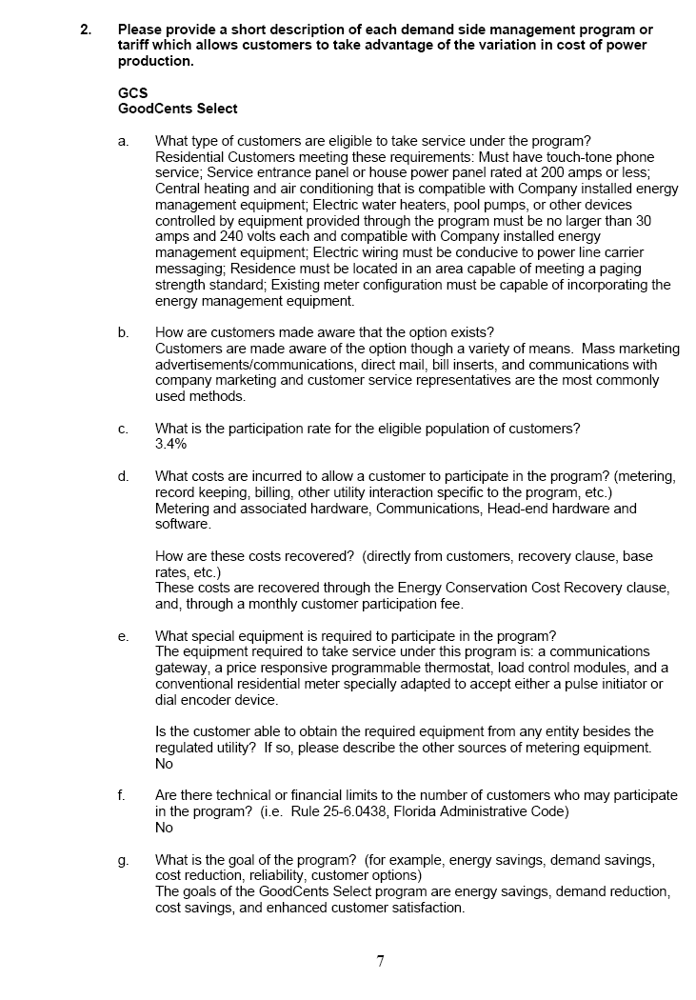 2. Please provide a short description of each demand side management program or
tariff which allows customers to take advantage of the variation in cost of power
production.
GCS
GoodCents Select
a. What type of customers are eligible to take service under the program?
Residential Customers meeting these requirements: Must have touch-tone phone
service; Service entrance panel or house power panel rated at 200 amps or less;
Central heating and air conditioning that is compatible with Company installed energy
management equipment; Electric water heaters, pool pumps, or other devices
controlled by equipment provided through the program must be no larger than 30
amps and 240 volts each and compatible with Company installed energy
management equipment; Electric wiring must be conducive to power line carrier
messaging; Residence must be located in an area capable of meeting a paging
strength standard; Existing meter configuration must be capable of incorporating the
energy management equipment.
b. How are customers made aware that the option exists?
Customers are made aware of the option though a variety of means. Mass marketing
advertisements/communications, direct mail, bill inserts, and communications with
company marketing and customer service representatives are the most commonly
used methods.
c. What is the participation rate for the eligible population of customers?
3.4%
d. What costs are incurred to allow a customer to participate in the program? (metering,
record keeping, billing, other utility interaction specific to the program, etc.)
Metering and associated hardware, Communications, Head-end hardware and
software.
How are these costs recovered? (directly from customers, recovery clause, base
rates, etc.)
These costs are recovered through the Energy Conservation Cost Recovery clause,
and, through a monthly customer participation fee.
e. What special equipment is required to participate in the program?
The equipment required to take service under this program is: a communications
gateway, a price responsive programmable thermostat, load control modules, and a
conventional residential meter specially adapted to accept either a pulse initiator or
dial encoder device.
Is the customer able to obtain the required equipment from any entity besides the
regulated utility? If so, please describe the other sources of metering equipment.
No
f. Are there technical or financial limits to the number of customers who may participate
in the program? (i.e. Rule 25-6.0438, Florida Administrative Code)
No
g. What is the goal of the program? (for example, energy savings, demand savings,
cost reduction, reliability, customer options)
The goals of the GoodCents Select program are energy savings, demand reduction,
cost savings, and enhanced customer satisfaction.
7